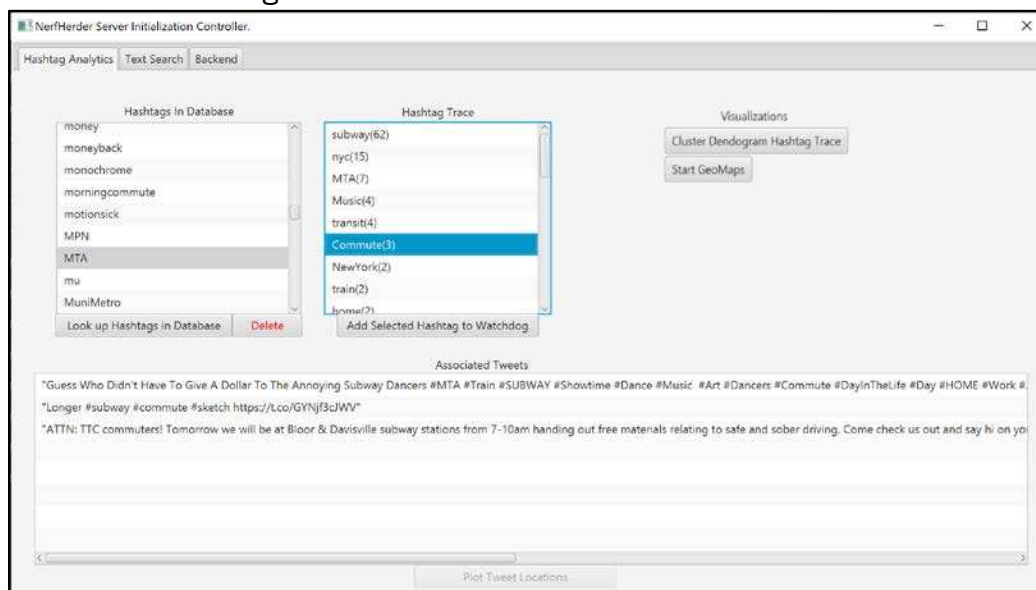 NerfHerder Server Initialization Controller.
Hashtag Analytics Text Search Backend
Hashtags In Database
money
moneyback
monochrome
morningcommute
motionsick
MPN
MTA
mu
MuniMetro
Look up Hashtags in Database Delete
Hashtag Trace
subway(62)
nyc(15)
MTA(7)
Music(4)
transit(4)
Commute(3)
NewYork(2)
train(2)
home(2)
Add Selected Hashtag to Watchdog
Visualizations
Cluster Dendogram Hashtag Trace
Start GeoMaps
Associated Tweets
"Guess Who Didn't Have To Give A Dollar To The Annoying Subway Dancers #MTA #Train #SUBWAY #Showtime #Dance #Music #Art #Dancers #Commute #DayInTheLife #Day #HOME #Work #
"Longer #subway #commute #sketch https://t.co/GYNjf3cJWV"
"ATTN: TTC commuters! Tomorrow we will be at Bloor & Davisville subway stations from 7-10am handing out free materials relating to safe and sober driving. Come check us out and say hi on yo
Plot Tweet Locations